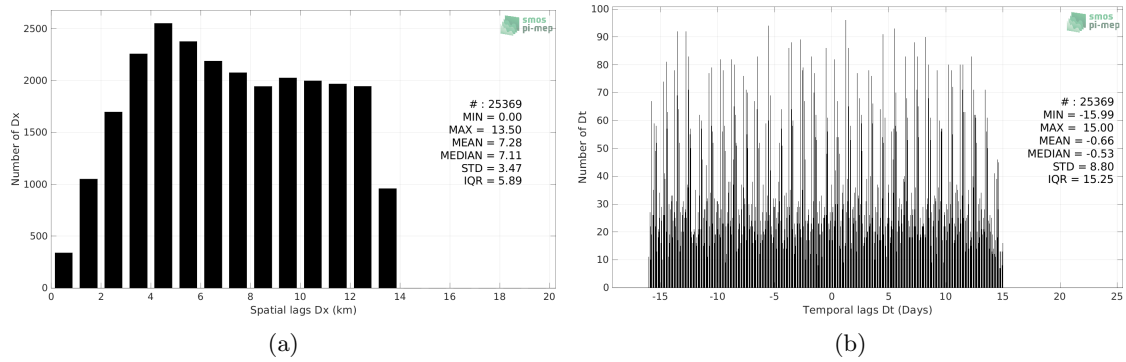 smos
pi-mep
2500
2000
1500
1000
500
0
Number of Dx
# : 25369
MIN = 0.00
MAX = 13.50
MEAN = 7.28
MEDIAN = 7.11
STD = 3.47
IQR = 5.89
0 2 4 6 8 10 12 14 16 18 20
Spatial lags Dx (km)
(a)
smos
pi-mep
100
90
80
70
60
50
40
30
20
10
0
Number of Dt
# : 25369
MIN = -15.99
MAX = 15.00
MEAN = -0.66
MEDIAN = -0.53
STD = 8.80
IQR = 15.25
-15 -10 -5 0 5 10 15 20 25
Temporal lags Dt (Days)
(b)